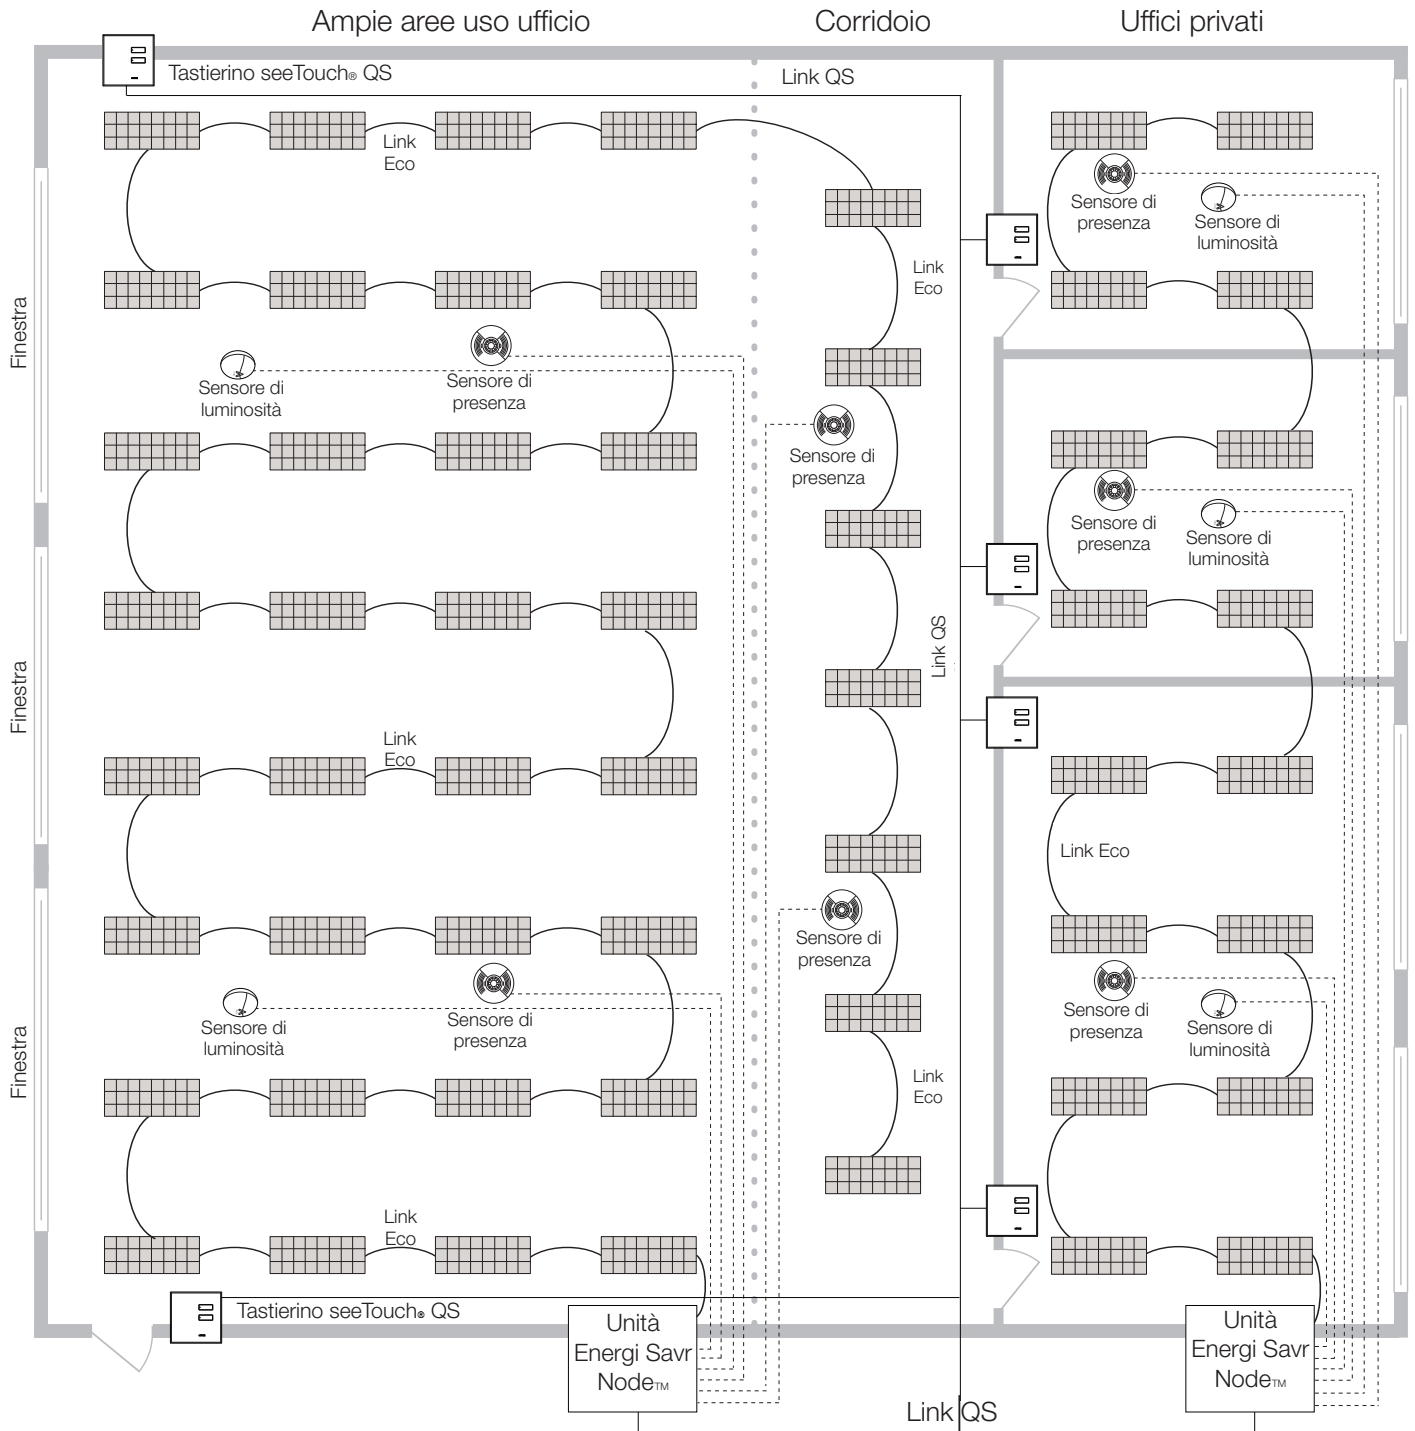 Ampie aree uso ufficio
Corridoio
Uffici privati
Tastierino seeTouch® QS
Link QS
Link
Eco
Sensore di
presenza
Sensore di
luminosità
Link
Eco
Finestra
Sensore di
luminosità
Sensore di
presenza
Sensore di
presenza
Sensore di
presenza
Sensore di
luminosità
Link QS
Finestra
Link
Eco
Link Eco
Sensore di
presenza
Sensore di
luminosità
Sensore di
presenza
Sensore di
presenza
Sensore di
luminosità
Finestra
Link
Eco
Link
Eco
Tastierino seeTouch® QS
Unità
Energi Savr
Node™
Unità
Energi Savr
Node™
Link QS